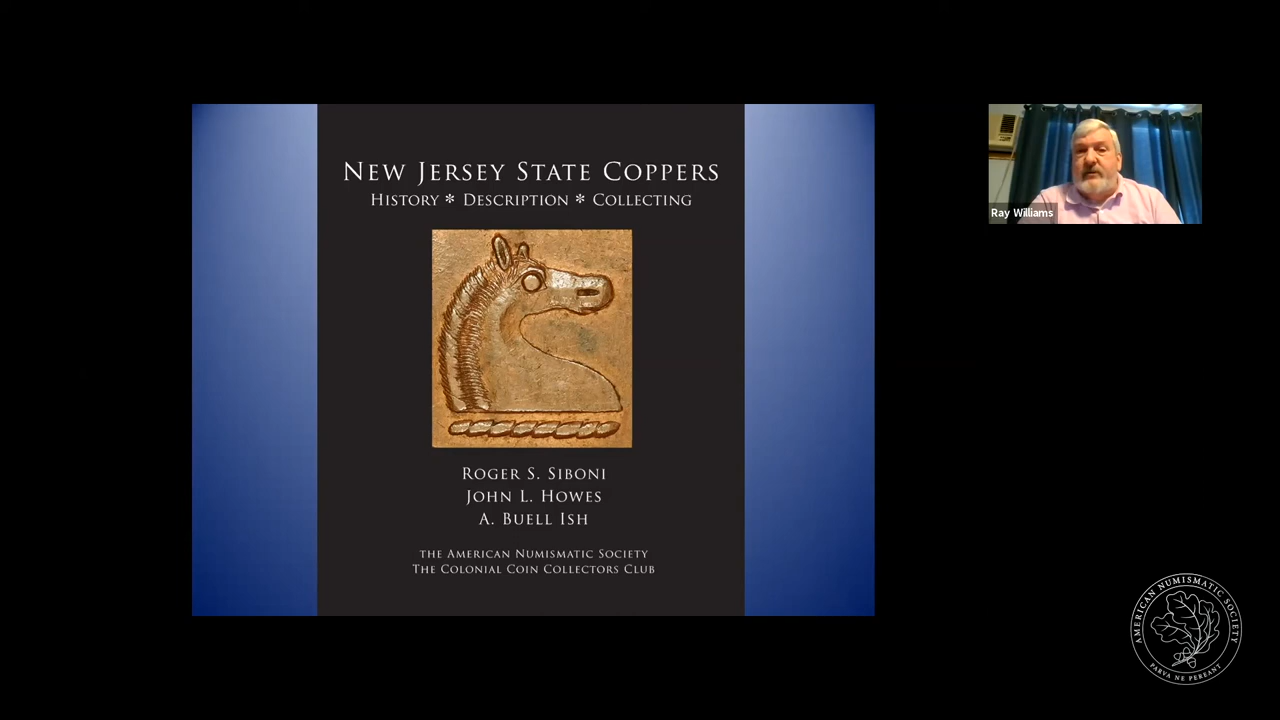 NEW JERSEY STATE COPPERS
HISTORY * DESCRIPTION * COLLECTING
ROGER S. SIBONI
JOHN L. HOWES
A. BUELL ISH
THE AMERICAN NUMISMATIC SOCIETY
THE COLONIAL COIN COLLECTORS CLUB
Ray Williams
AMERICAN NUMISMATIC SOCIETY
PARVA NE PEREANT